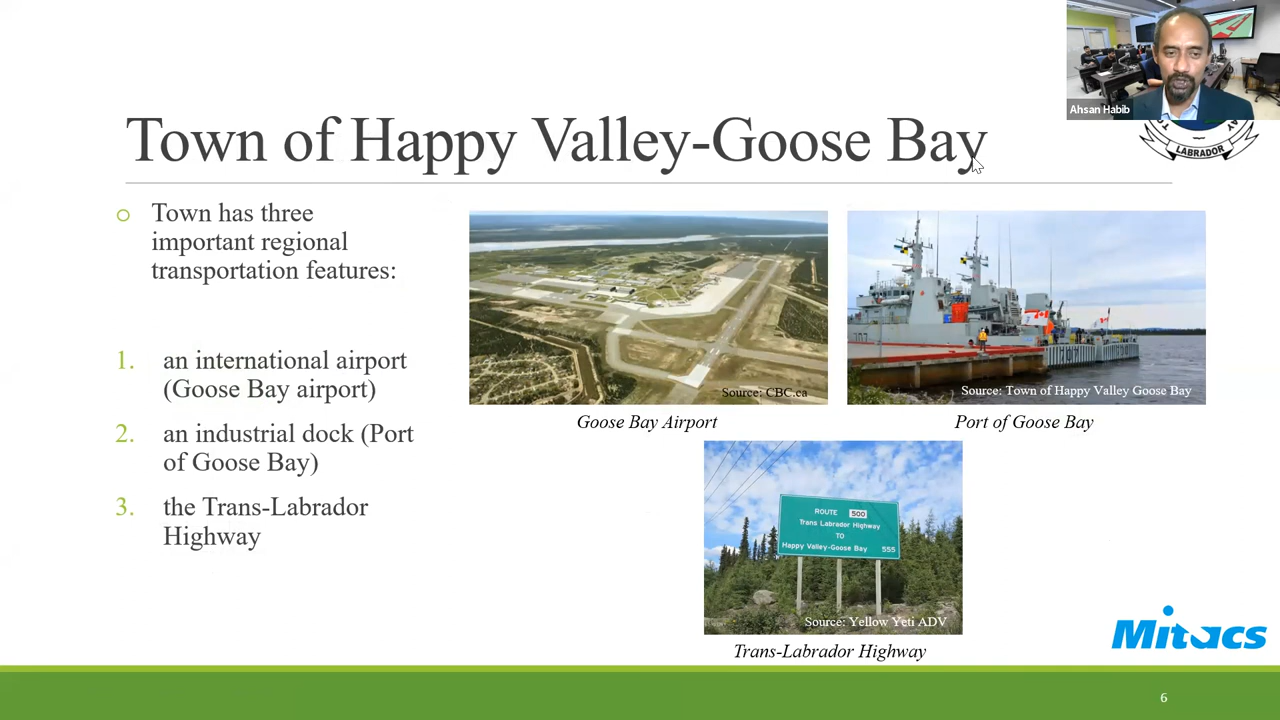 Ahsan Habib
LABRADOR
Town of Happy Valley-Goose Bay
o Town has three
important regional
transportation features:
1. an international airport
(Goose Bay airport)
2. an industrial dock (Port
of Goose Bay)
3. the Trans-Labrador
Highway
Source: CBC.ca
Goose Bay Airport
Source: Town of Happy Valley Goose Bay
Port of Goose Bay
ROUTE 500
Trans Labrador Highway
TO
Happy Valley-Goose Bay 555
Source: Yellow Yeti ADV
Trans-Labrador Highway
Mitacs
6